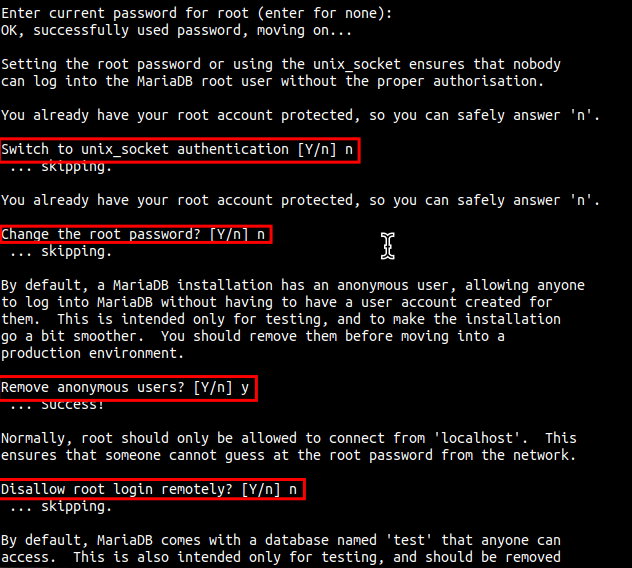 Enter current password for root (enter for none):
OK, successfully used password, moving on...
Setting the root password or using the unix_socket ensures that nobody
can log into the MariaDB root user without the proper authorisation.
You already have your root account protected, so you can safely answer 'n'.
Switch to unix_socket authentication [Y/n] n
... skipping.
You already have your root account protected, so you can safely answer 'n'.
Change the root password? [Y/n] n
... skipping.
By default, a MariaDB installation has an anonymous user, allowing anyone
to log into MariaDB without having to have a user account created for
them.  This is intended only for testing, and to make the installation
go a bit smoother.  You should remove them before moving into a
production environment.
Remove anonymous users? [Y/n] y
... Success!
Normally, root should only be allowed to connect from 'localhost'.  This
ensures that someone cannot guess at the root password from the network.
Disallow root login remotely? [Y/n] n
... skipping.
By default, MariaDB comes with a database named 'test' that anyone can
access.  This is also intended only for testing, and should be removed